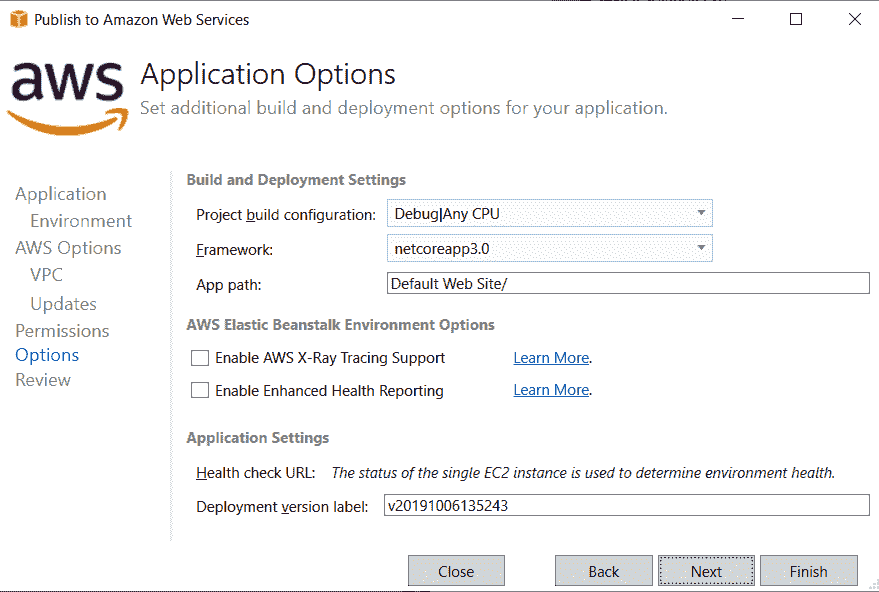 Publish to Amazon Web Services
aws
Application Options
Set additional build and deployment options for your application.
Application
Environment
AWS Options
VPC
Updates
Permissions
Options
Review
Build and Deployment Settings
Project build configuration: Debug|Any CPU
Framework: netcoreapp3.0
App path: Default Web Site/
AWS Elastic Beanstalk Environment Options
Enable AWS X-Ray Tracing Support Learn More.
Enable Enhanced Health Reporting Learn More.
Application Settings
Health check URL: The status of the single EC2 instance is used to determine environment health.
Deployment version label: v20191006135243
Close Back Next Finish